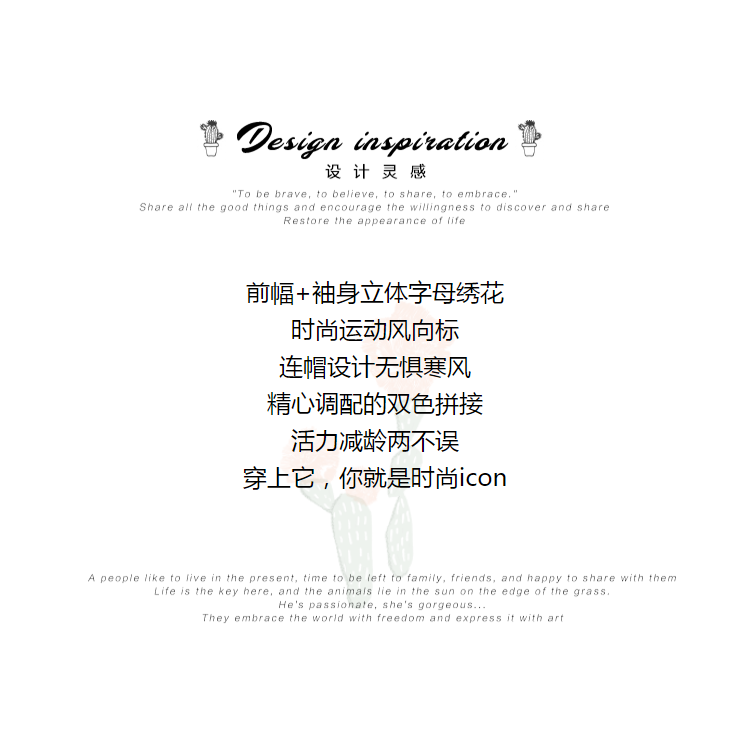 Design inspiration
设计灵感
"To be brave, to believe, to share, to embrace."
Share all the good things and encourage the willingness to discover and share
Restore the appearance of life
前幅+袖身立体字母绣花
时尚运动风向标
连帽设计无惧寒风
精心调配的双色拼接
活力减龄两不误
穿上它，你就是时尚icon
A people like to live in the present, time to be left to family, friends, and happy to share with them
Life is the key here, and the animals lie in the sun on the edge of the grass.
He's passionate, she's gorgeous...
They embrace the world with freedom and express it with art